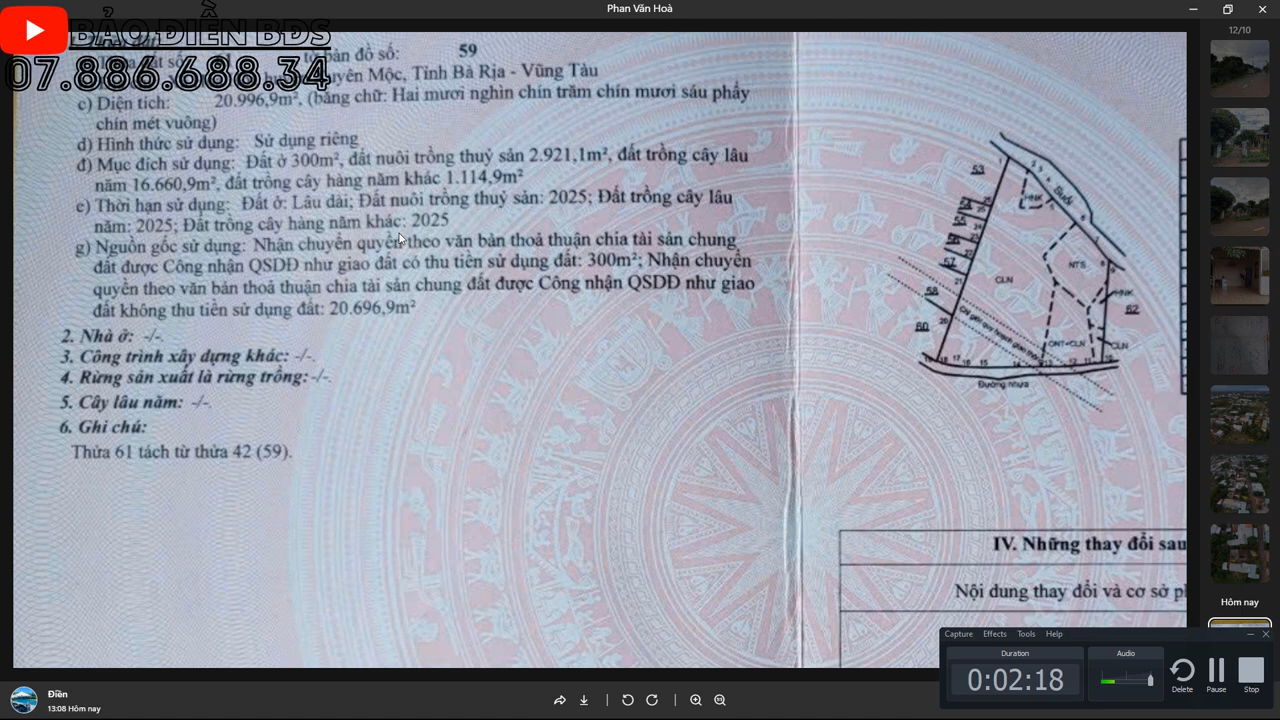 Phan Văn Hoà
BẢO ĐIỀN BĐS
07.886.688.34
tờ bản đồ số: 59
Tỉnh Bà Rịa - Vũng Tàu
c) Diện tích: 20.996,9m², (bằng chữ: Hai mươi nghìn chín trăm chín mươi sáu phẩy
chín mét vuông)
d) Hình thức sử dụng: Sử dụng riêng
đ) Mục đích sử dụng: Đất ở 300m², đất nuôi trồng thuỷ sản 2.921,1m², đất trồng cây lâu
năm 16.660,9m², đất trồng cây hàng năm khác 1.114,9m²
e) Thời hạn sử dụng: Đất ở: Lâu dài; Đất nuôi trồng thuỷ sản: 2025; Đất trồng cây lâu
năm: 2025; Đất trồng cây hàng năm khác: 2025
g) Nguồn gốc sử dụng: Nhận chuyển quyền theo văn bản thoả thuận chia tài sản chung
đất được Công nhận QSDĐ như giao đất có thu tiền sử dụng đất: 300m²; Nhận chuyển
quyền theo văn bản thoả thuận chia tài sản chung đất được Công nhận QSDĐ như giao
đất không thu tiền sử dụng đất: 20.696,9m²
2. Nhà ở: -/-.
3. Công trình xây dựng khác: -/-.
4. Rừng sản xuất là rừng trồng:-/-.
5. Cây lâu năm: -/-.
6. Ghi chú:
Thửa 61 tách từ thửa 42 (59).
53
Suối
HNK
NTS
CLN
57
58
HNK
62
60
ONT+CLN
CLN
Đường nhựa
IV. Những thay đổi sau
Nội dung thay đổi và cơ sở
12/10
Hôm nay
Capture Effects Tools Help
Duration
Audio
0:02:18
Delete
Pause
Stop
Điền
13:08 Hôm nay